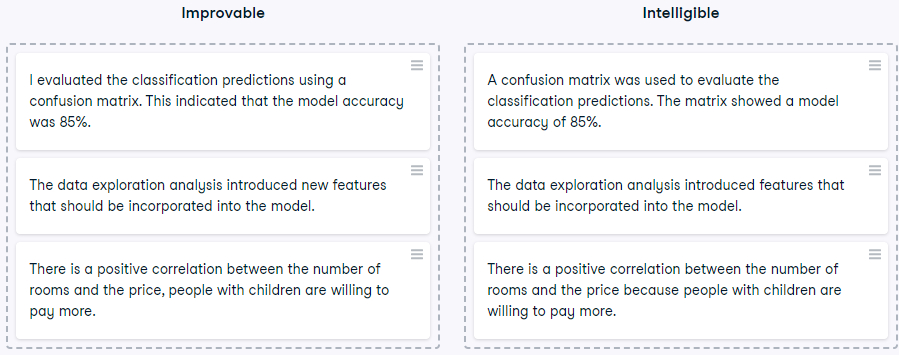 Improvable
I evaluated the classification predictions using a
confusion matrix. This indicated that the model accuracy
was 85%.
The data exploration analysis introduced new features
that should be incorporated into the model.
There is a positive correlation between the number of
rooms and the price, people with children are willing to
pay more.
Intelligible
A confusion matrix was used to evaluate the
classification predictions. The matrix showed a model
accuracy of 85%.
The data exploration analysis introduced features that
should be incorporated into the model.
There is a positive correlation between the number of
rooms and the price because people with children are
willing to pay more.